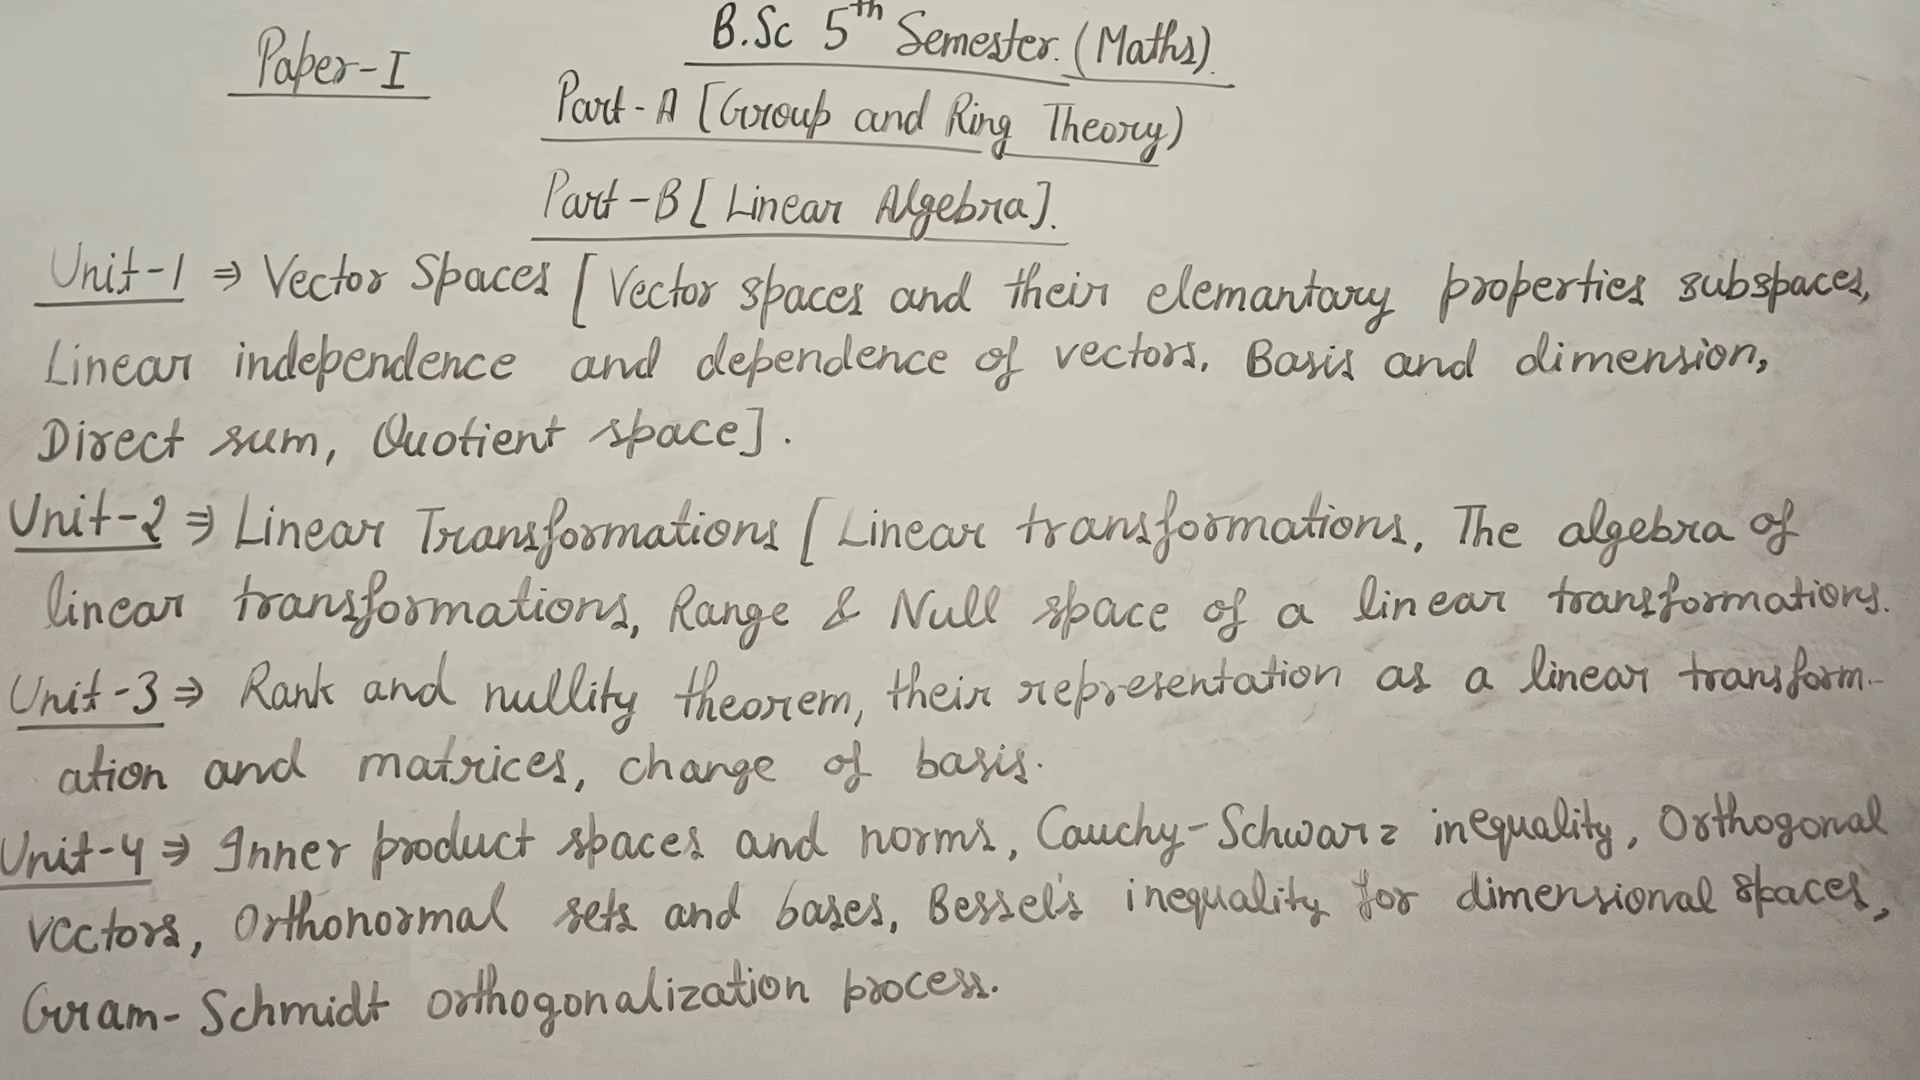 Paper-I
B.Sc 5th Semester. (Maths).
Part-A [Group and Ring Theory)
Part-B [Linear Algebra].
Unit-1 ⇒ Vector Spaces [Vector spaces and their elemantary properties subspaces,
Linear independence and dependence of vectors. Basis and dimension,
Direct sum, Quotient space].
Unit-2 ⇒ Linear Transformations [Linear transformations, The algebra of
linear transformations, Range & Null space of a linear transformations.
Unit-3 ⇒ Rank and nullity theorem, their representation as a linear transform-
ation and matrices, change of basis.
Unit-4 ⇒ Inner product spaces and norms, Cauchy-Schwarz inequality, Orthogonal
vectors, Orthonormal sets and bases, Bessel's inequality for dimensional spaces,
Gram-Schmidt orthogonalization process.